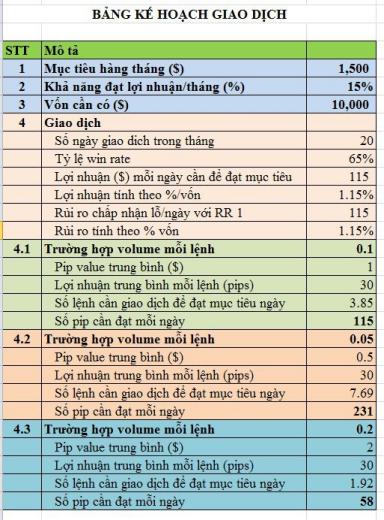 BẢNG KẾ HOẠCH GIAO DỊCH
STT Mô tả
1 Mục tiêu hàng tháng ($) 1,500
2 Khả năng đạt lợi nhuận/tháng (%) 15%
3 Vốn cần có ($) 10,000
4 Giao dịch
Số ngày giao dich trong tháng 20
Tỷ lệ win rate 65%
Lợi nhuận ($) mỗi ngày cần để đạt mục tiêu 115
Lợi nhuận tính theo %/vốn 1.15%
Rủi ro chấp nhận lỗ/ngày với RR 1 115
Rủi ro tính theo % vốn 1.15%
4.1 Trường hợp volume mỗi lệnh 0.1
Pip value trung bình ($) 1
Lợi nhuận trung bình mỗi lệnh (pips) 30
Số lệnh cần giao dịch để đạt mục tiêu ngày 3.85
Số pip cần đạt mỗi ngày 115
4.2 Trường hợp volume mỗi lệnh 0.05
Pip value trung bình ($) 0.5
Lợi nhuận trung bình mỗi lệnh (pips) 30
Số lệnh cần giao dịch để đạt mục tiêu ngày 7.69
Số pip cần đạt mỗi ngày 231
4.3 Trường hợp volume mỗi lệnh 0.2
Pip value trung bình ($) 2
Lợi nhuận trung bình mỗi lệnh (pips) 30
Số lệnh cần giao dịch để đạt mục tiêu ngày 1.92
Số pip cần đạt mỗi ngày 58